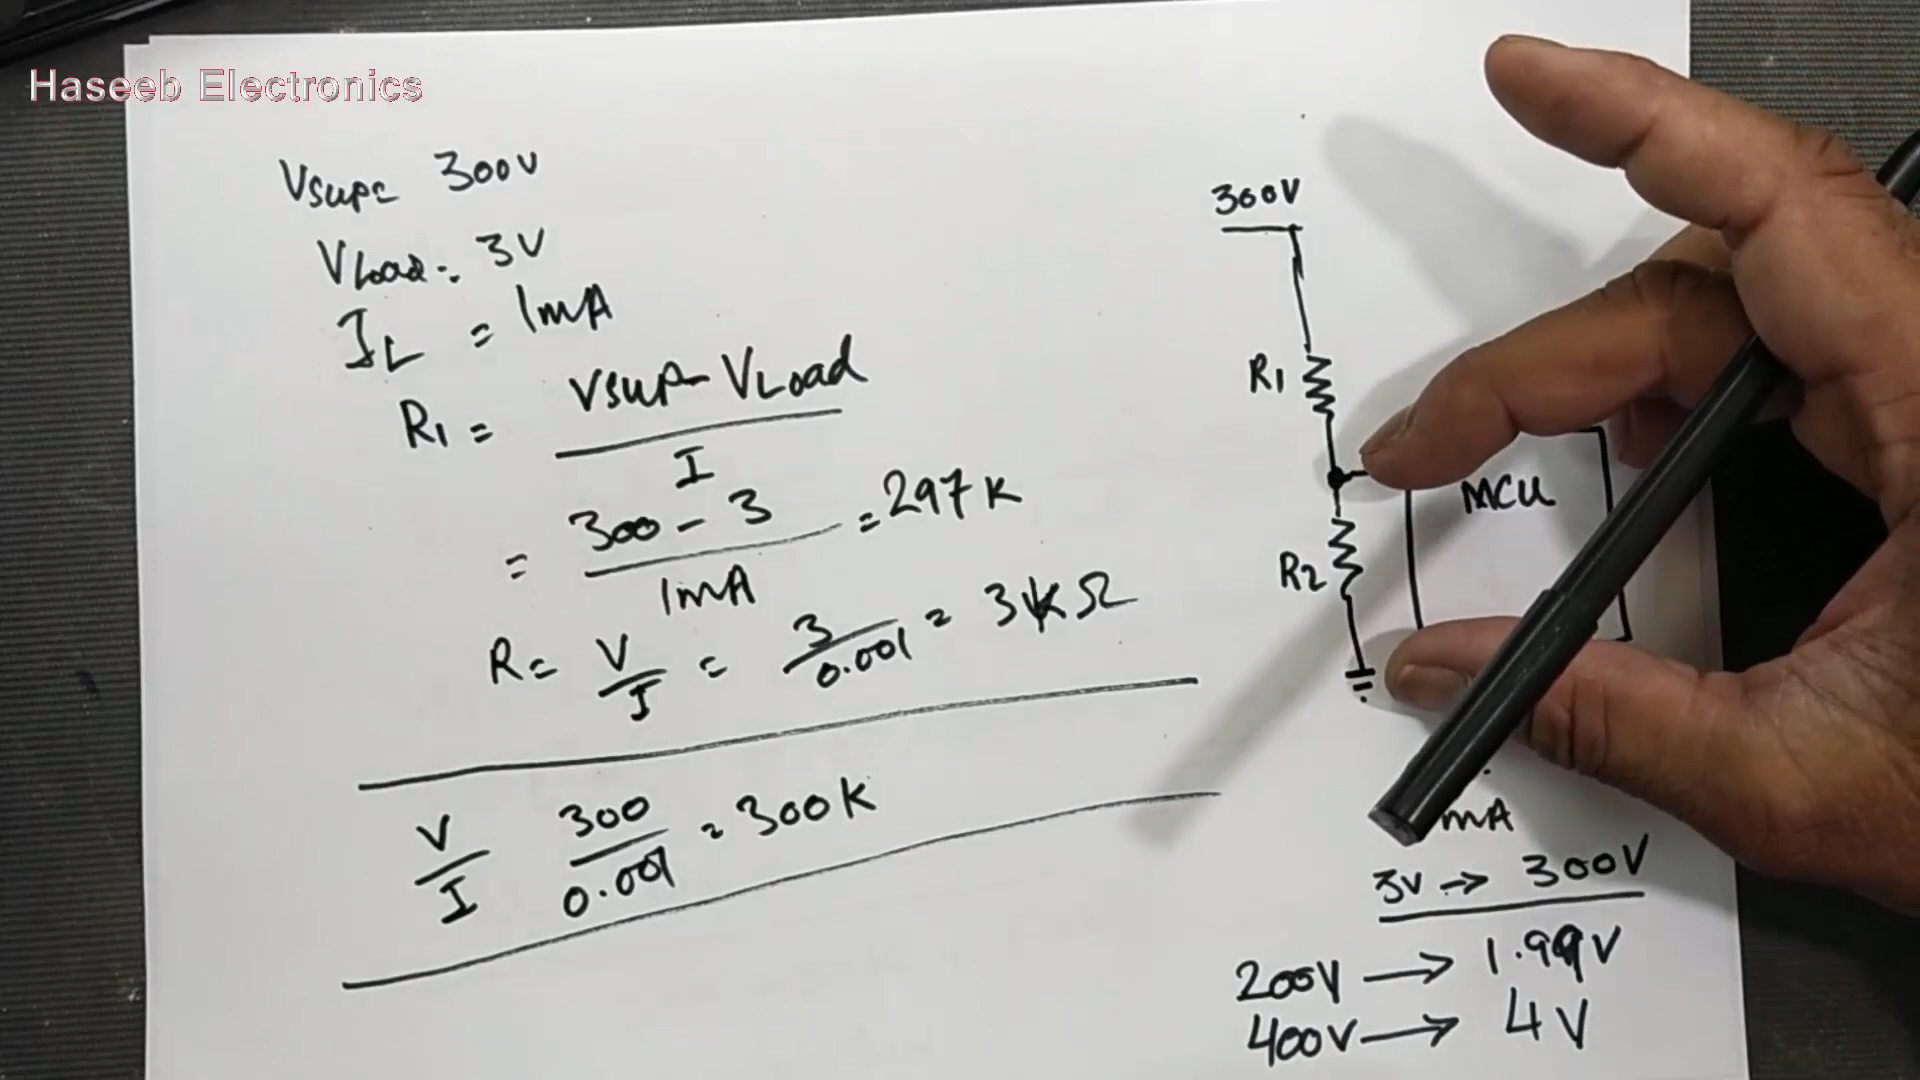 Haseeb Electronics
Vsup= 300V
VLoad = 3V
IL = 1mA
R1 = Vsup - VLoad
I
= 300 - 3 = 297K
1mA
R = V = 3 = 3KΩ
I 0.001
V 300 = 300K
I 0.001
300V
R1
MCU
R2
mA
3V → 300V
200V → 1.99V
400V → 4V